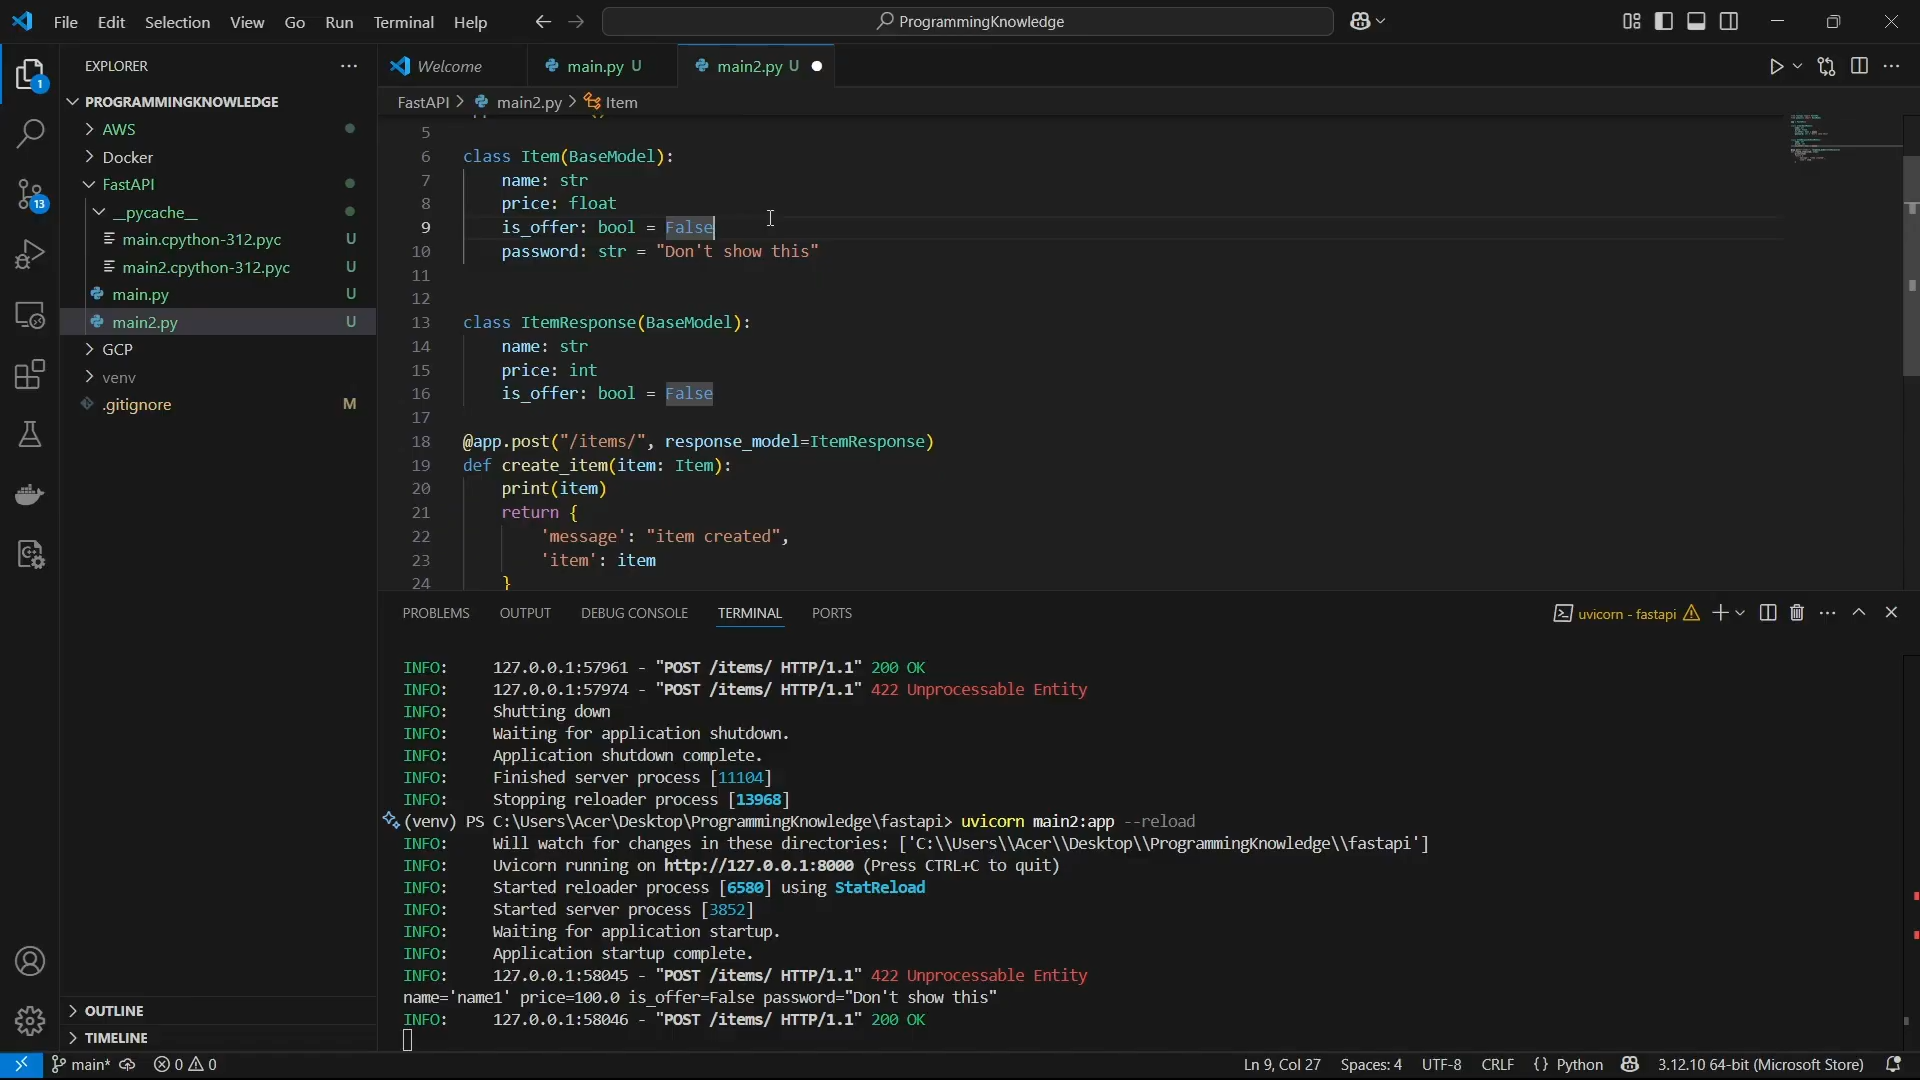 File Edit Selection View Go Run Terminal Help
ProgrammingKnowledge
EXPLORER
Welcome
main.py U
main2.py U
PROGRAMMINGKNOWLEDGE
AWS
Docker
FastAPI
__pycache__
main.cpython-312.pyc U
main2.cpython-312.pyc U
main.py U
main2.py U
GCP
venv
.gitignore M
OUTLINE
TIMELINE
1
13
FastAPI > main2.py > Item
5
6 class Item(BaseModel):
7 name: str
8 price: float
9 is_offer: bool = False
10 password: str = "Don't show this"
11
12
13 class ItemResponse(BaseModel):
14 name: str
15 price: int
16 is_offer: bool = False
17
18 @app.post("/items/", response_model=ItemResponse)
19 def create_item(item: Item):
20 print(item)
21 return {
22 'message': "item created",
23 'item': item
24 }
PROBLEMS OUTPUT DEBUG CONSOLE TERMINAL PORTS
uvicorn - fastapi
INFO: 127.0.0.1:57961 - "POST /items/ HTTP/1.1" 200 OK
INFO: 127.0.0.1:57974 - "POST /items/ HTTP/1.1" 422 Unprocessable Entity
INFO: Shutting down
INFO: Waiting for application shutdown.
INFO: Application shutdown complete.
INFO: Finished server process [11104]
INFO: Stopping reloader process [13968]
(venv) PS C:\Users\Acer\Desktop\ProgrammingKnowledge\fastapi> uvicorn main2:app --reload
INFO: Will watch for changes in these directories: ['C:\\Users\\Acer\\Desktop\\ProgrammingKnowledge\\fastapi']
INFO: Uvicorn running on http://127.0.0.1:8000 (Press CTRL+C to quit)
INFO: Started reloader process [6580] using StatReload
INFO: Started server process [3852]
INFO: Waiting for application startup.
INFO: Application startup complete.
INFO: 127.0.0.1:58045 - "POST /items/ HTTP/1.1" 422 Unprocessable Entity
name='name1' price=100.0 is_offer=False password="Don't show this"
INFO: 127.0.0.1:58046 - "POST /items/ HTTP/1.1" 200 OK
main* 0 0
Ln 9, Col 27 Spaces: 4 UTF-8 CRLF {} Python 3.12.10 64-bit (Microsoft Store)